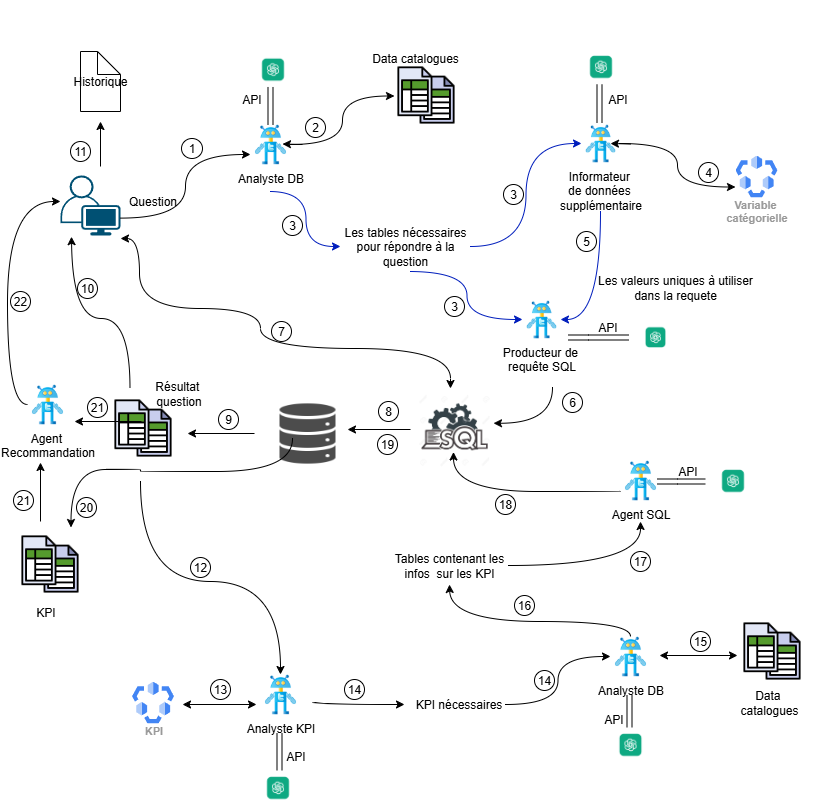 Historique
11
API
1
2
Data catalogues
Analyste DB
Question
API
4
Informateur
de données
supplémentaire
Variable
catégorielle
3
Les tables nécessaires
pour répondre à la
question
3
5
22
10
3
Les valeurs uniques à utiliser
dans la requete
7
API
Producteur de
requête SQL
Résultat
question
6
21
9
8
19
SQL
Agent
Recommandation
21
20
18
API
Agent SQL
KPI
12
Tables contenant les
infos sur les KPI
17
16
15
KPI
13
Analyste KPI
14
KPI nécessaires
14
Analyste DB
Data
catalogues
API
API